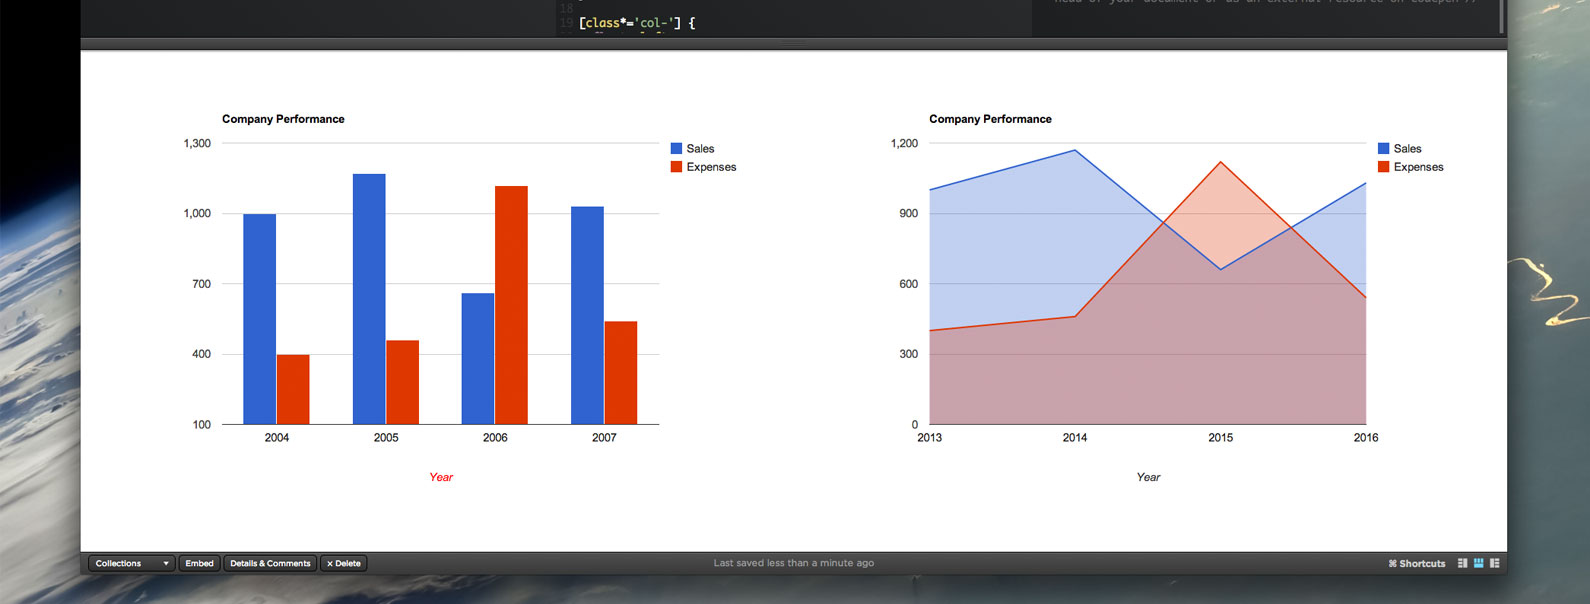 18
19 [class*='col-'] {
Company Performance
1,300
1,000
700
400
100
2004 2005 2006 2007
Year
Sales
Expenses
Company Performance
1,200
900
600
300
0
2013 2014 2015 2016
Year
Sales
Expenses
Collections Embed Details & Comments x Delete Last saved less than a minute ago ⌘ Shortcuts